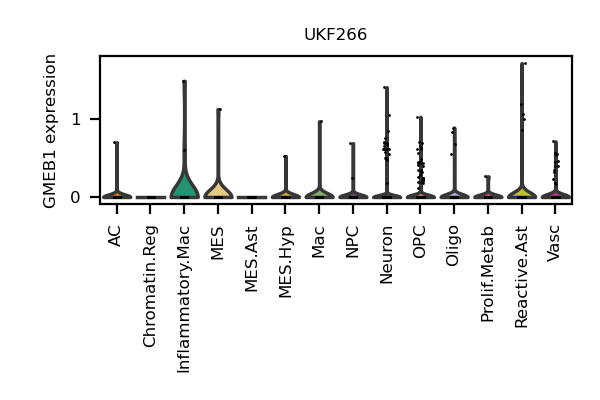 UKF266
GMEB1 expression
1
0
AC
Chromatin.Reg
Inflammatory.Mac
MES
MES.Ast
MES.Hyp
Mac
NPC
Neuron
OPC
Oligo
Prolif.Metab
Reactive.Ast
Vasc